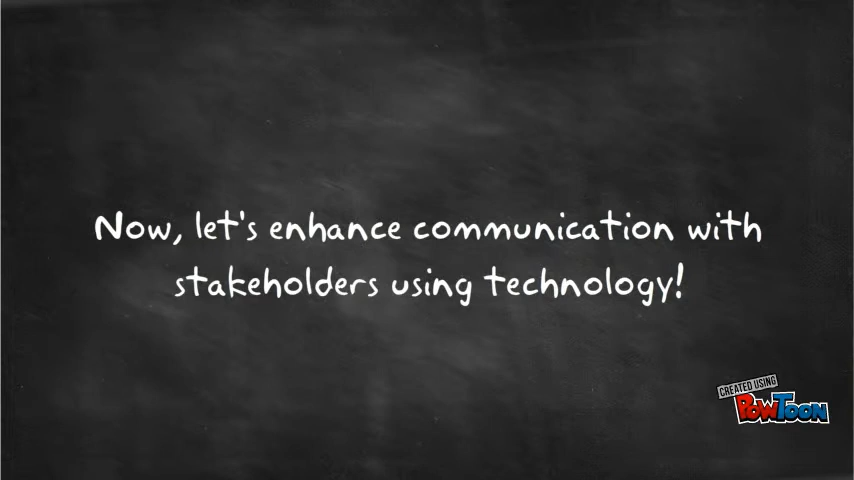 Now, let's enhance communication with
stakeholders using technology!
CREATED USING
POWTOON